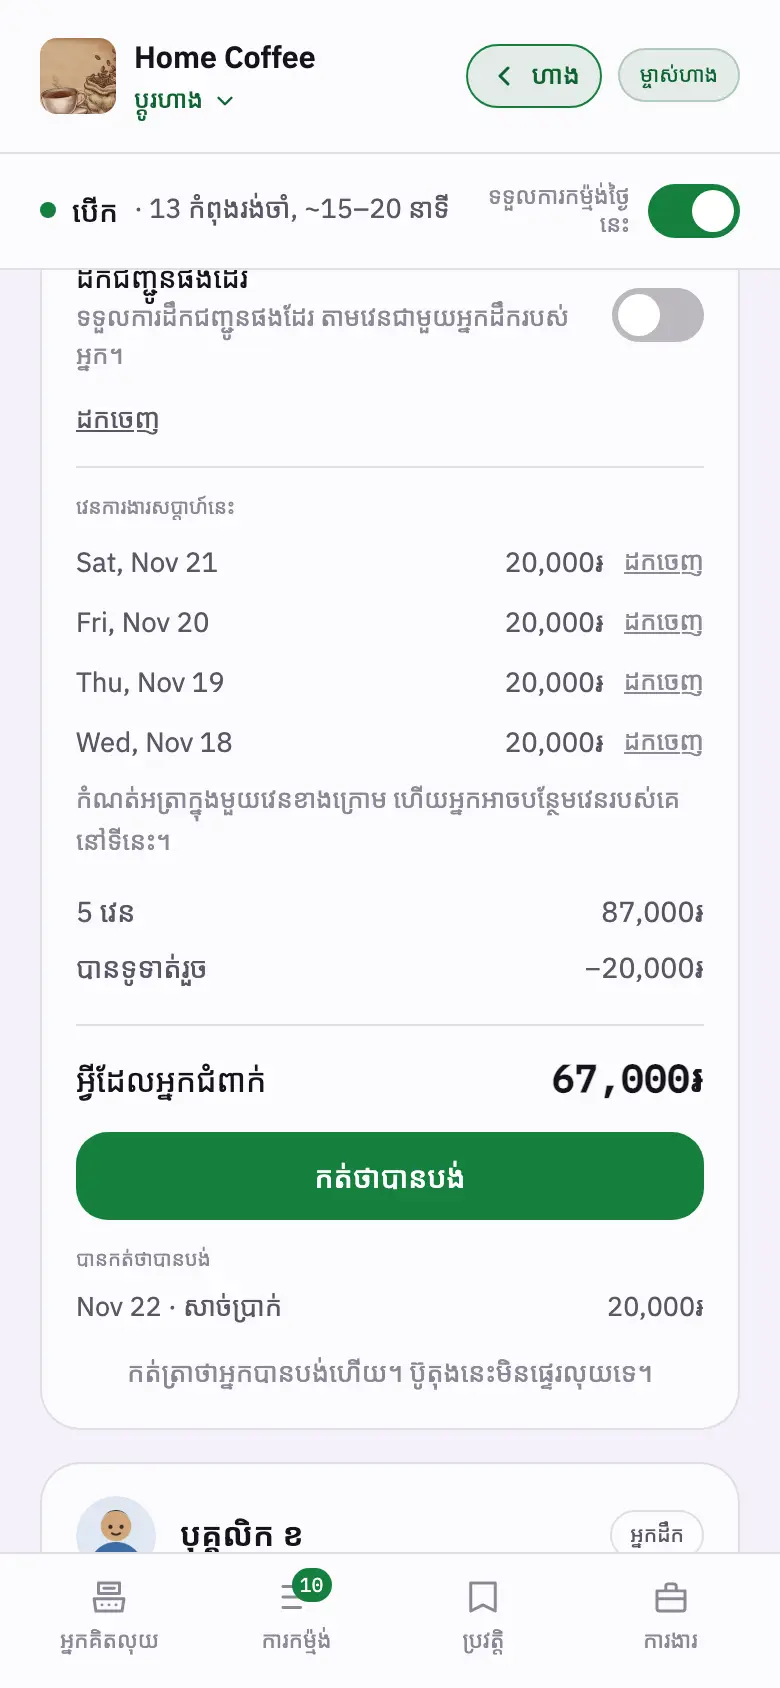 Home Coffee
ប្ដូរហាង
ហាង
ម្ចាស់ហាង
បើក · 13 កំពុងរង់ចាំ, ~15–20 នាទី
ទទួលការកម្ម៉ង់ថ្ងៃ
នេះ
ដឹកជញ្ជូនផងដែរ
ទទួលការដឹកជញ្ជូនផងដែរ តាមវេនជាមួយអ្នកដឹករបស់
អ្នក។
ដកចេញ
វេនការងារសប្ដាហ៍នេះ
Sat, Nov 21 20,000៛ ដកចេញ
Fri, Nov 20 20,000៛ ដកចេញ
Thu, Nov 19 20,000៛ ដកចេញ
Wed, Nov 18 20,000៛ ដកចេញ
កំណត់អត្រាក្នុងមួយវេនខាងក្រោម ហើយអ្នកអាចបន្ថែមវេនរបស់គេ
នៅទីនេះ។
5 វេន 87,000៛
បានទូទាត់រួច −20,000៛
អ្វីដែលអ្នកជំពាក់ 67,000៛
កត់ថាបានបង់
បានកត់ថាបានបង់
Nov 22 · សាច់ប្រាក់ 20,000៛
កត់ត្រាថាអ្នកបានបង់ហើយ។ ប៊ូតុងនេះមិនផ្ទេរលុយទេ។
បុគ្គលិក ខ
អ្នកដឹក
10
អ្នកគិតលុយ
ការកម្ម៉ង់
ប្រវត្តិ
ការងារ